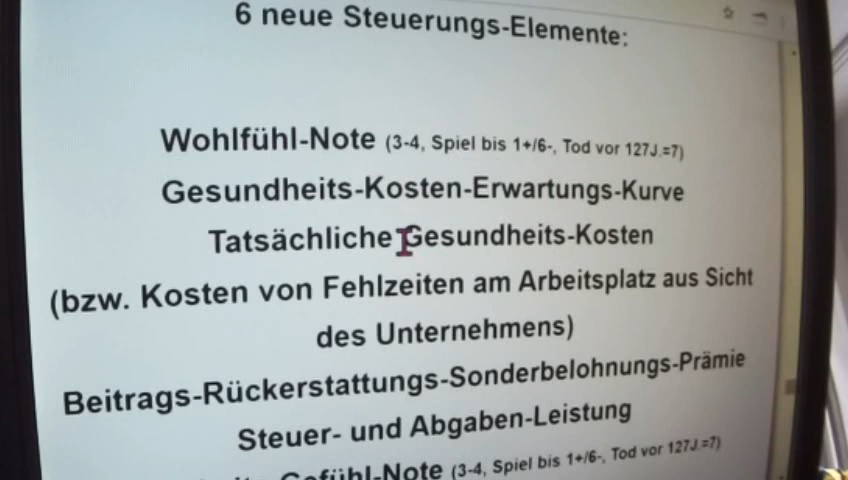 6 neue Steuerungs-Elemente:
Wohlfühl-Note (3-4, Spiel bis 1+/6-, Tod vor 127J.=7)
Gesundheits-Kosten-Erwartungs-Kurve
Tatsächliche Gesundheits-Kosten
(bzw. Kosten von Fehlzeiten am Arbeitsplatz aus Sicht
des Unternehmens)
Beitrags-Rückerstattungs-Sonderbelohnungs-Prämie
Steuer- und Abgaben-Leistung
Gefühl-Note (3-4, Spiel bis 1+/6-, Tod vor 127J.=7)